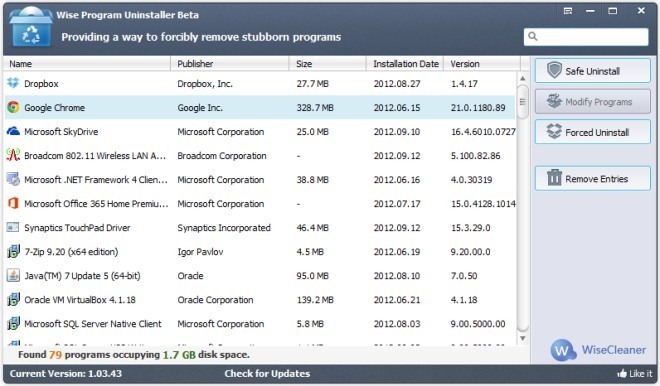 Wise Program Uninstaller Beta
Providing a way to forcibly remove stubborn programs
Name Publisher Size Installation Date Version
Dropbox Dropbox, Inc. 27.7 MB 2012.08.27 1.4.17
Google Chrome Google Inc. 328.7 MB 2012.06.15 21.0.1180.89
Microsoft SkyDrive Microsoft Corporation 25.0 MB 2012.09.10 16.4.6010.0727
Broadcom 802.11 Wireless LAN A... Broadcom Corporation - 2012.09.12 5.100.82.86
Microsoft .NET Framework 4 Clien... Microsoft Corporation 38.8 MB 2012.06.16 4.0.30319
Microsoft Office 365 Home Premiu... Microsoft Corporation - 2012.07.17 15.0.4128.1014
Synaptics TouchPad Driver Synaptics Incorporated 46.4 MB 2012.09.12 15.3.29.0
7-Zip 9.20 (x64 edition) Igor Pavlov 4.5 MB 2012.06.19 9.20.00.0
Java(TM) 7 Update 5 (64-bit) Oracle 95.0 MB 2012.08.10 7.0.50
Oracle VM VirtualBox 4.1.18 Oracle Corporation 139.2 MB 2012.06.21 4.1.18
Microsoft SQL Server Native Client Microsoft Corporation 5.8 MB 2012.08.03 9.00.5000.00
Safe Uninstall
Modify Programs
Forced Uninstall
Remove Entries
Found 79 programs occupying 1.7 GB disk space.
W WiseCleaner
Current Version: 1.03.43 Check for Updates Like it